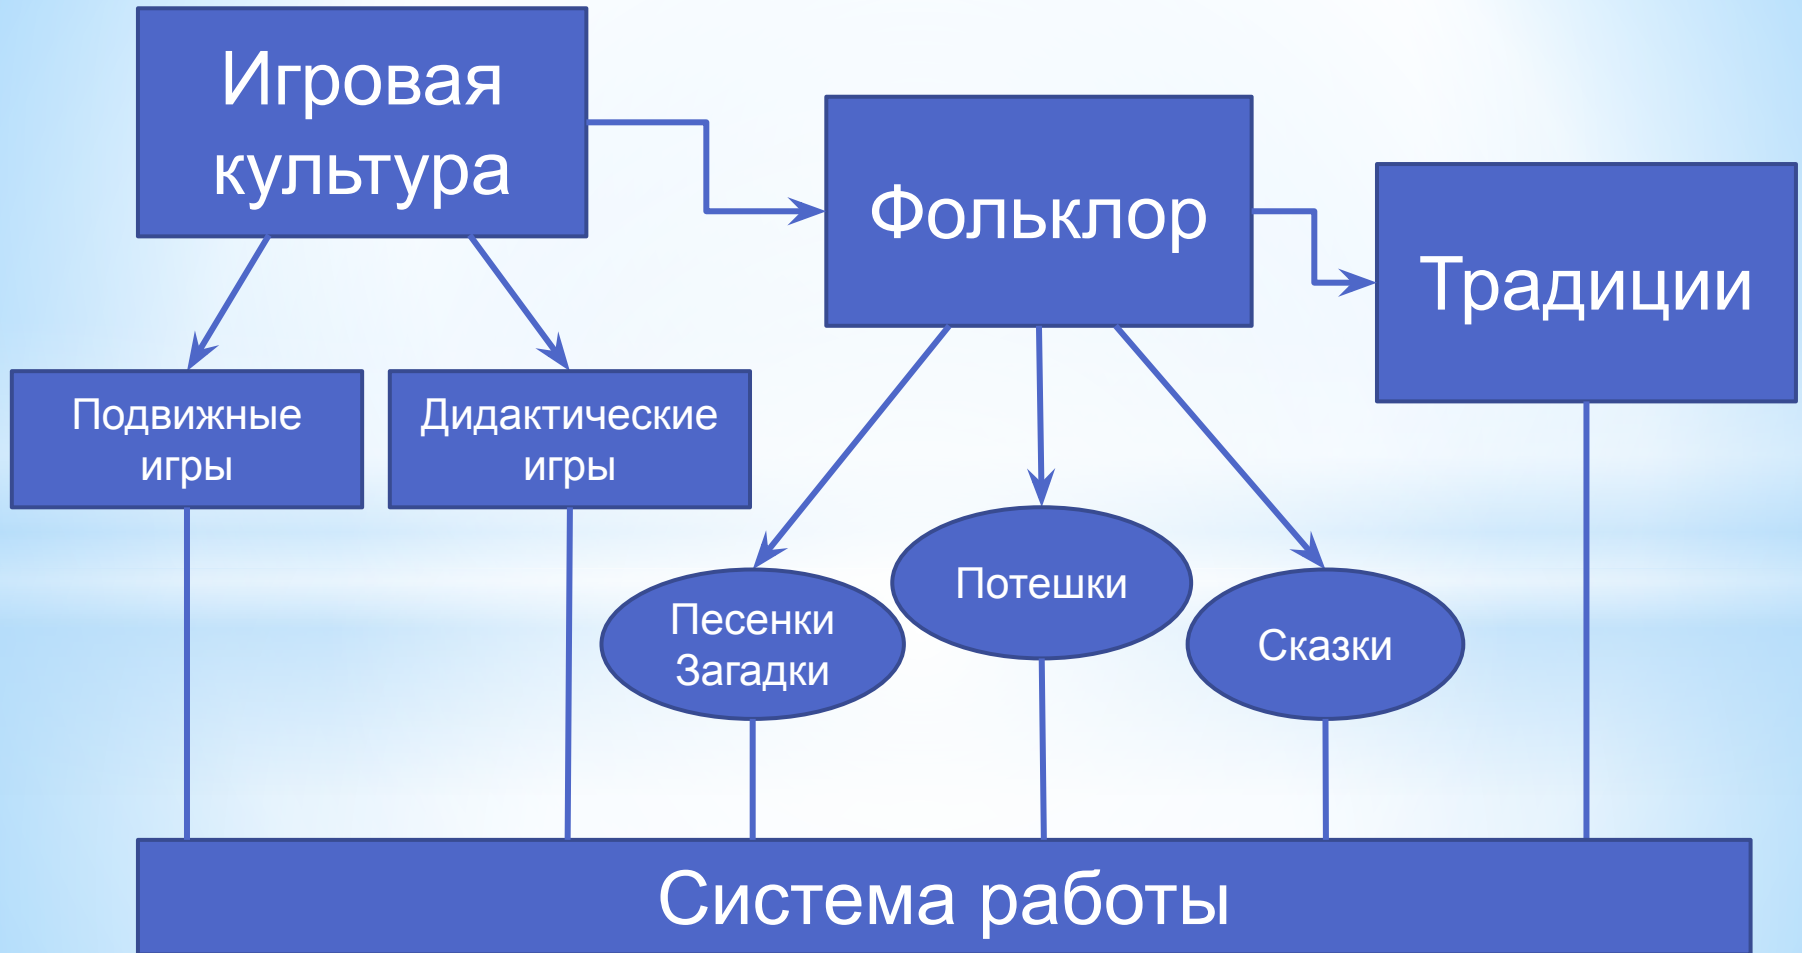 Игровая
культура
Фольклор
Традиции
Подвижные
игры
Дидактические
игры
Песенки
Загадки
Потешки
Сказки
Система работы